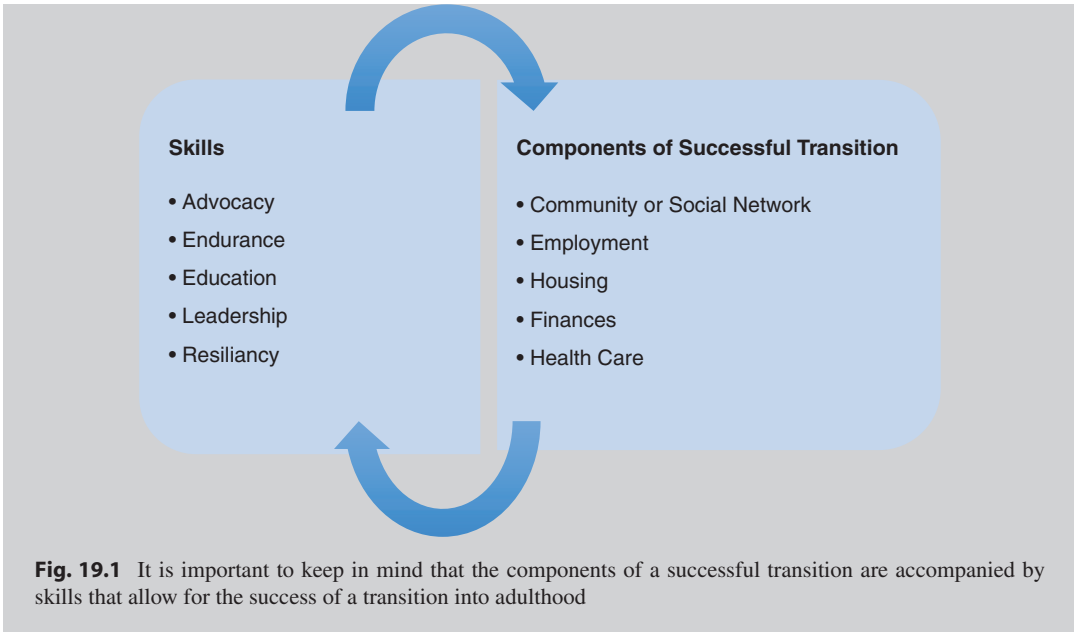 Skills
• Advocacy
• Endurance
• Education
• Leadership
• Resiliancy
Components of Successful Transition
• Community or Social Network
• Employment
• Housing
• Finances
• Health Care
Fig. 19.1 It is important to keep in mind that the components of a successful transition are accompanied by
skills that allow for the success of a transition into adulthood